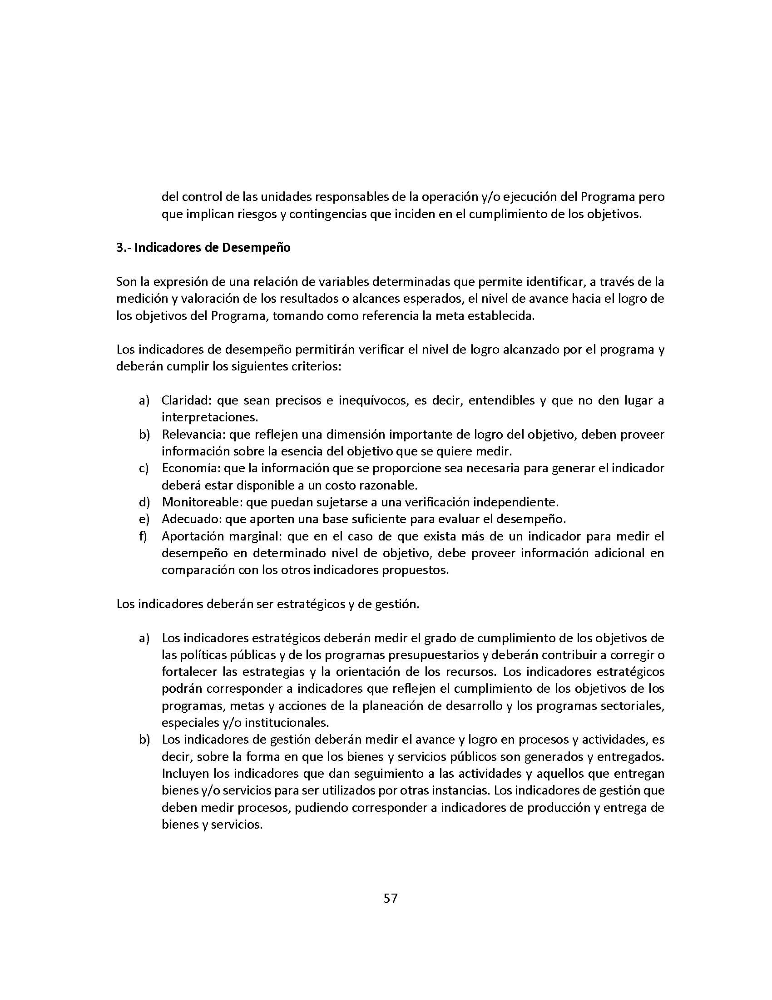 del control de las unidades responsables de la operación y/o ejecución del Programa pero
que implican riesgos y contingencias que inciden en el cumplimiento de los objetivos.
3.- Indicadores de Desempeño
Son la expresión de una relación de variables determinadas que permite identificar, a través de la
medición y valoración de los resultados o alcances esperados, el nivel de avance hacia el logro de
los objetivos del Programa, tomando como referencia la meta establecida.
Los indicadores de desempeño permitirán verificar el nivel de logro alcanzado por el programa y
deberán cumplir los siguientes criterios:
a) Claridad: que sean precisos e inequívocos, es decir, entendibles y que no den lugar a
interpretaciones.
b) Relevancia: que reflejen una dimensión importante de logro del objetivo, deben proveer
información sobre la esencia del objetivo que se quiere medir.
c) Economía: que la información que se proporcione sea necesaria para generar el indicador
deberá estar disponible a un costo razonable.
d) Monitoreable: que puedan sujetarse a una verificación independiente.
e) Adecuado: que aporten una base suficiente para evaluar el desempeño.
f) Aportación marginal: que en el caso de que exista más de un indicador para medir el
desempeño en determinado nivel de objetivo, debe proveer información adicional en
comparación con los otros indicadores propuestos.
Los indicadores deberán ser estratégicos y de gestión.
a) Los indicadores estratégicos deberán medir el grado de cumplimiento de los objetivos de
las políticas públicas y de los programas presupuestarios y deberán contribuir a corregir o
fortalecer las estrategias y la orientación de los recursos. Los indicadores estratégicos
podrán corresponder a indicadores que reflejen el cumplimiento de los objetivos de los
programas, metas y acciones de la planeación de desarrollo y los programas sectoriales,
especiales y/o institucionales.
b) Los indicadores de gestión deberán medir el avance y logro en procesos y actividades, es
decir, sobre la forma en que los bienes y servicios públicos son generados y entregados.
Incluyen los indicadores que dan seguimiento a las actividades y aquellos que entregan
bienes y/o servicios para ser utilizados por otras instancias. Los indicadores de gestión que
deben medir procesos, pudiendo corresponder a indicadores de producción y entrega de
bienes y servicios.
57